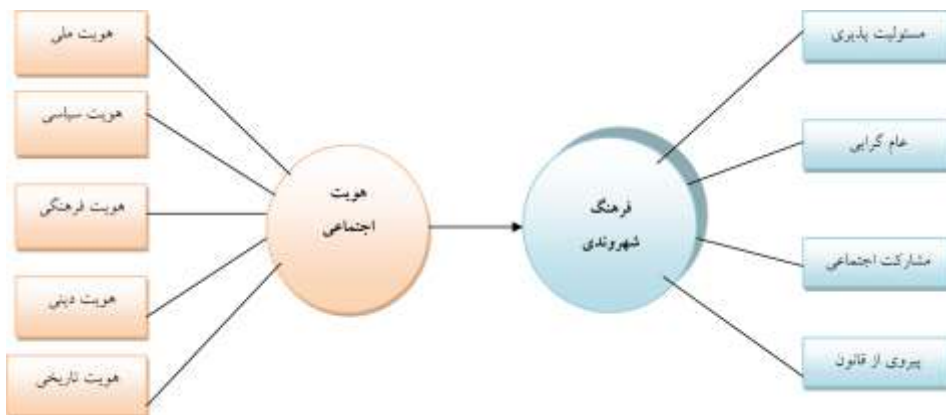 مسئولیت پذیری
عام گرایی
مشارکت اجتماعی
پیروی از قانون
فرهنگ
شهروندی
هویت
اجتماعی
هویت ملی
هویت سیاسی
هویت فرهنگی
هویت دینی
هویت تاریخی